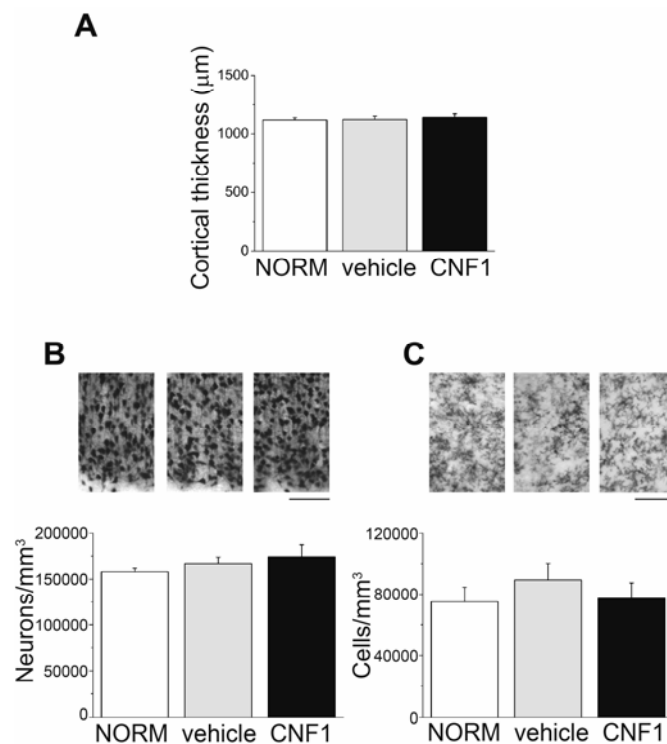 A
Cortical thickness (μm)
1500
1000
500
0
NORM vehicle CNF1
B
Neurons/mm³
200000
150000
100000
50000
0
NORM vehicle CNF1
C
Cells/mm³
120000
80000
40000
0
NORM vehicle CNF1